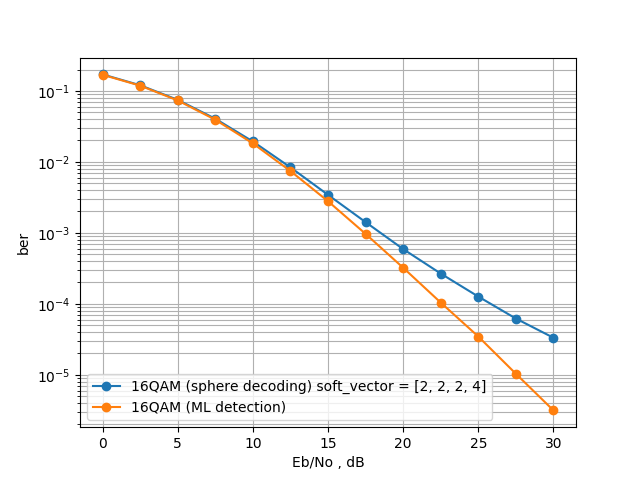 ber
10⁻¹
10⁻²
10⁻³
10⁻⁴
10⁻⁵
16QAM (sphere decoding) soft_vector = [2, 2, 2, 4]
16QAM (ML detection)
0 5 10 15 20 25 30
Eb/No , dB